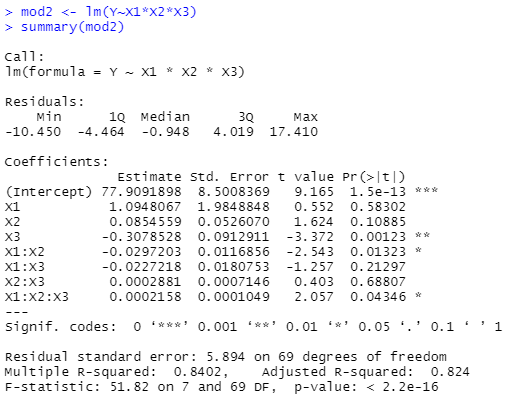 > mod2 <- lm(Y~X1*X2*X3)
> summary(mod2)
Call:
lm(formula = Y ~ X1 * X2 * X3)
Residuals:
    Min      1Q  Median      3Q     Max
-10.450  -4.464  -0.948   4.019  17.410
Coefficients:
              Estimate Std. Error t value Pr(>|t|)
(Intercept) 77.9091898  8.5008369   9.165  1.5e-13 ***
X1           1.0948067  1.9848848   0.552  0.58302
X2           0.0854559  0.0526070   1.624  0.10885
X3          -0.3078528  0.0912911  -3.372  0.00123 **
X1:X2       -0.0297203  0.0116856  -2.543  0.01323 *
X1:X3       -0.0227218  0.0180753  -1.257  0.21297
X2:X3        0.0002881  0.0007146   0.403  0.68807
X1:X2:X3     0.0002158  0.0001049   2.057  0.04346 *
---
Signif. codes:  0 ‘***’ 0.001 ‘**’ 0.01 ‘*’ 0.05 ‘.’ 0.1 ‘ ’ 1
Residual standard error: 5.894 on 69 degrees of freedom
Multiple R-squared:  0.8402,	Adjusted R-squared:  0.824
F-statistic: 51.82 on 7 and 69 DF,  p-value: < 2.2e-16